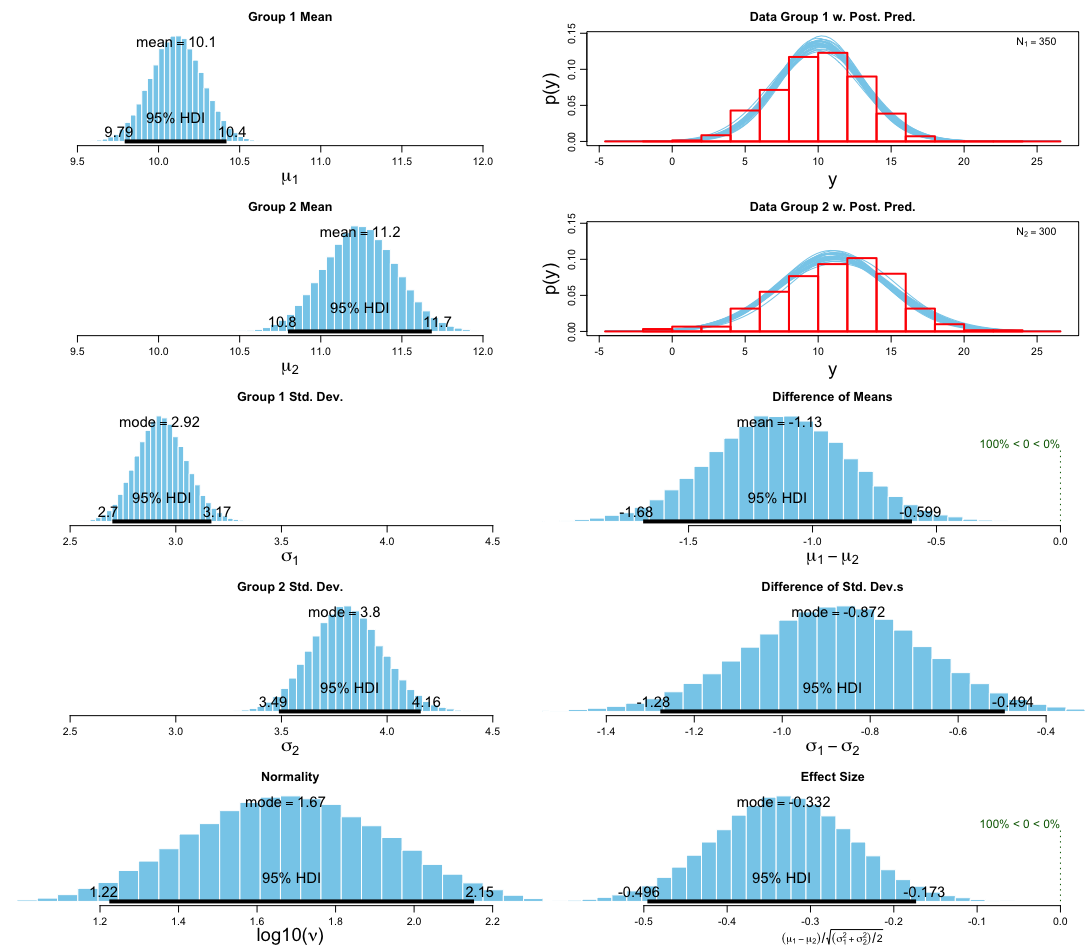 Group 1 Mean
mean = 10.1
95% HDI
9.79 10.4
9.5 10.0 10.5 11.0 11.5 12.0
μ1
Data Group 1 w. Post. Pred.
N1 = 350
p(y)
0.00 0.05 0.10 0.15
-5 0 5 10 15 20 25
y
Group 2 Mean
mean = 11.2
95% HDI
10.8 11.7
9.5 10.0 10.5 11.0 11.5 12.0
μ2
Data Group 2 w. Post. Pred.
N2 = 300
p(y)
0.00 0.05 0.10 0.15
-5 0 5 10 15 20 25
y
Group 1 Std. Dev.
mode = 2.92
95% HDI
2.7 3.17
2.5 3.0 3.5 4.0 4.5
σ1
Difference of Means
mean = -1.13
100% < 0 < 0%
95% HDI
-1.68 -0.599
-1.5 -1.0 -0.5 0.0
μ1 − μ2
Group 2 Std. Dev.
mode = 3.8
95% HDI
3.49 4.16
2.5 3.0 3.5 4.0 4.5
σ2
Difference of Std. Dev.s
mode = -0.872
95% HDI
-1.28 -0.494
-1.4 -1.2 -1.0 -0.8 -0.6 -0.4
σ1 − σ2
Normality
mode = 1.67
95% HDI
1.22 2.15
1.2 1.4 1.6 1.8 2.0 2.2
log10(ν)
Effect Size
mode = -0.332
100% < 0 < 0%
95% HDI
-0.496 -0.173
-0.5 -0.4 -0.3 -0.2 -0.1 0.0
(μ1 − μ2)/√(σ1² + σ2²)/2